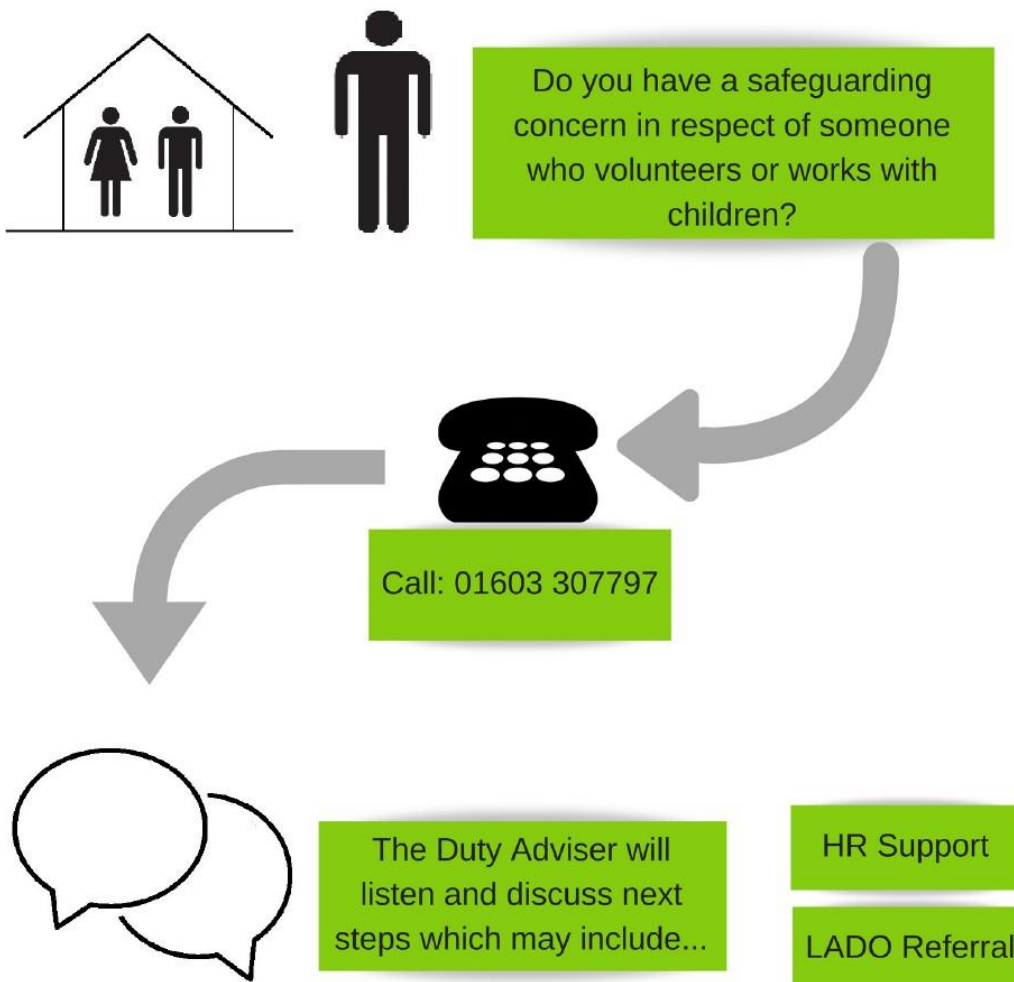 Do you have a safeguarding
concern in respect of someone
who volunteers or works with
children?
Call: 01603 307797
The Duty Adviser will
listen and discuss next
steps which may include...
HR Support
LADO Referral